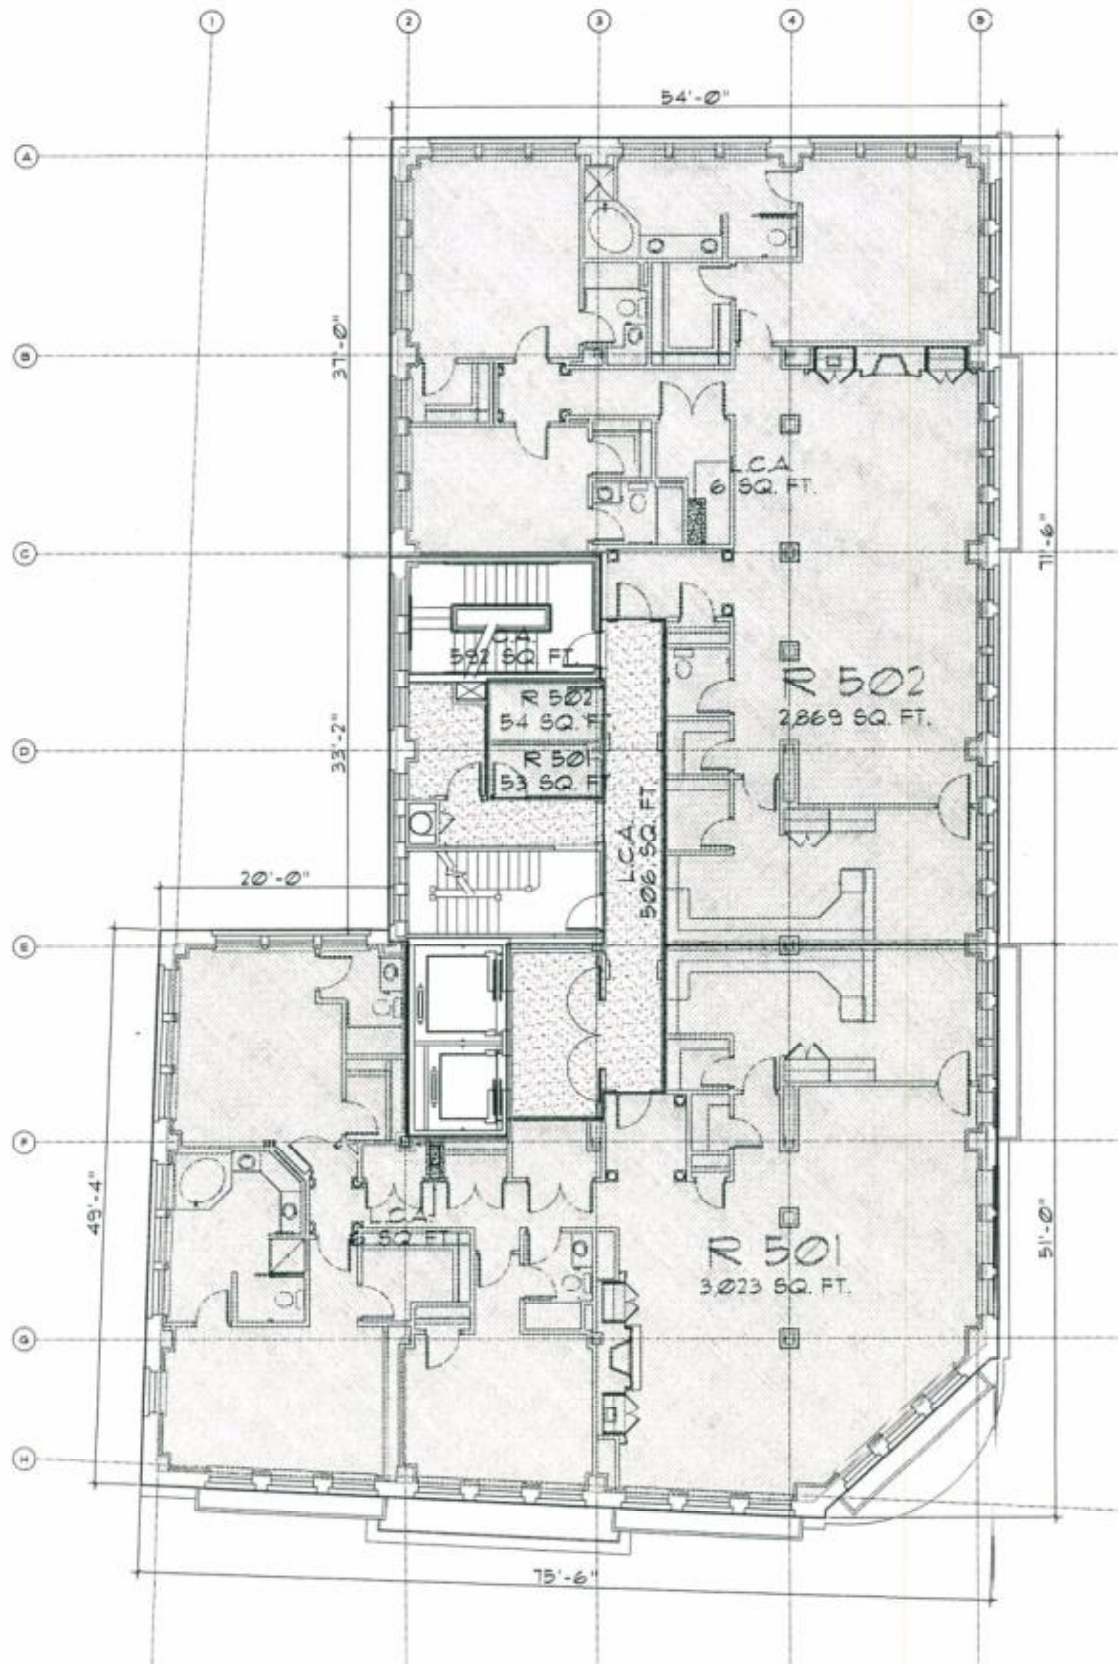 1
2
3
4
5
54'-0"
A
37'-0"
B
L.C.A.
6 SQ. FT.
C
71'-6"
C.A.
592 SQ. FT.
R 502
54 SQ. FT
R 502
2,869 SQ. FT.
D
33'-2"
R 501
53 SQ. FT
L.C.A.
506 SQ. FT.
20'-0"
E
F
49'-4"
SQ. FT.
R 501
3,023 SQ. FT.
51'-0"
G
H
75'-6"